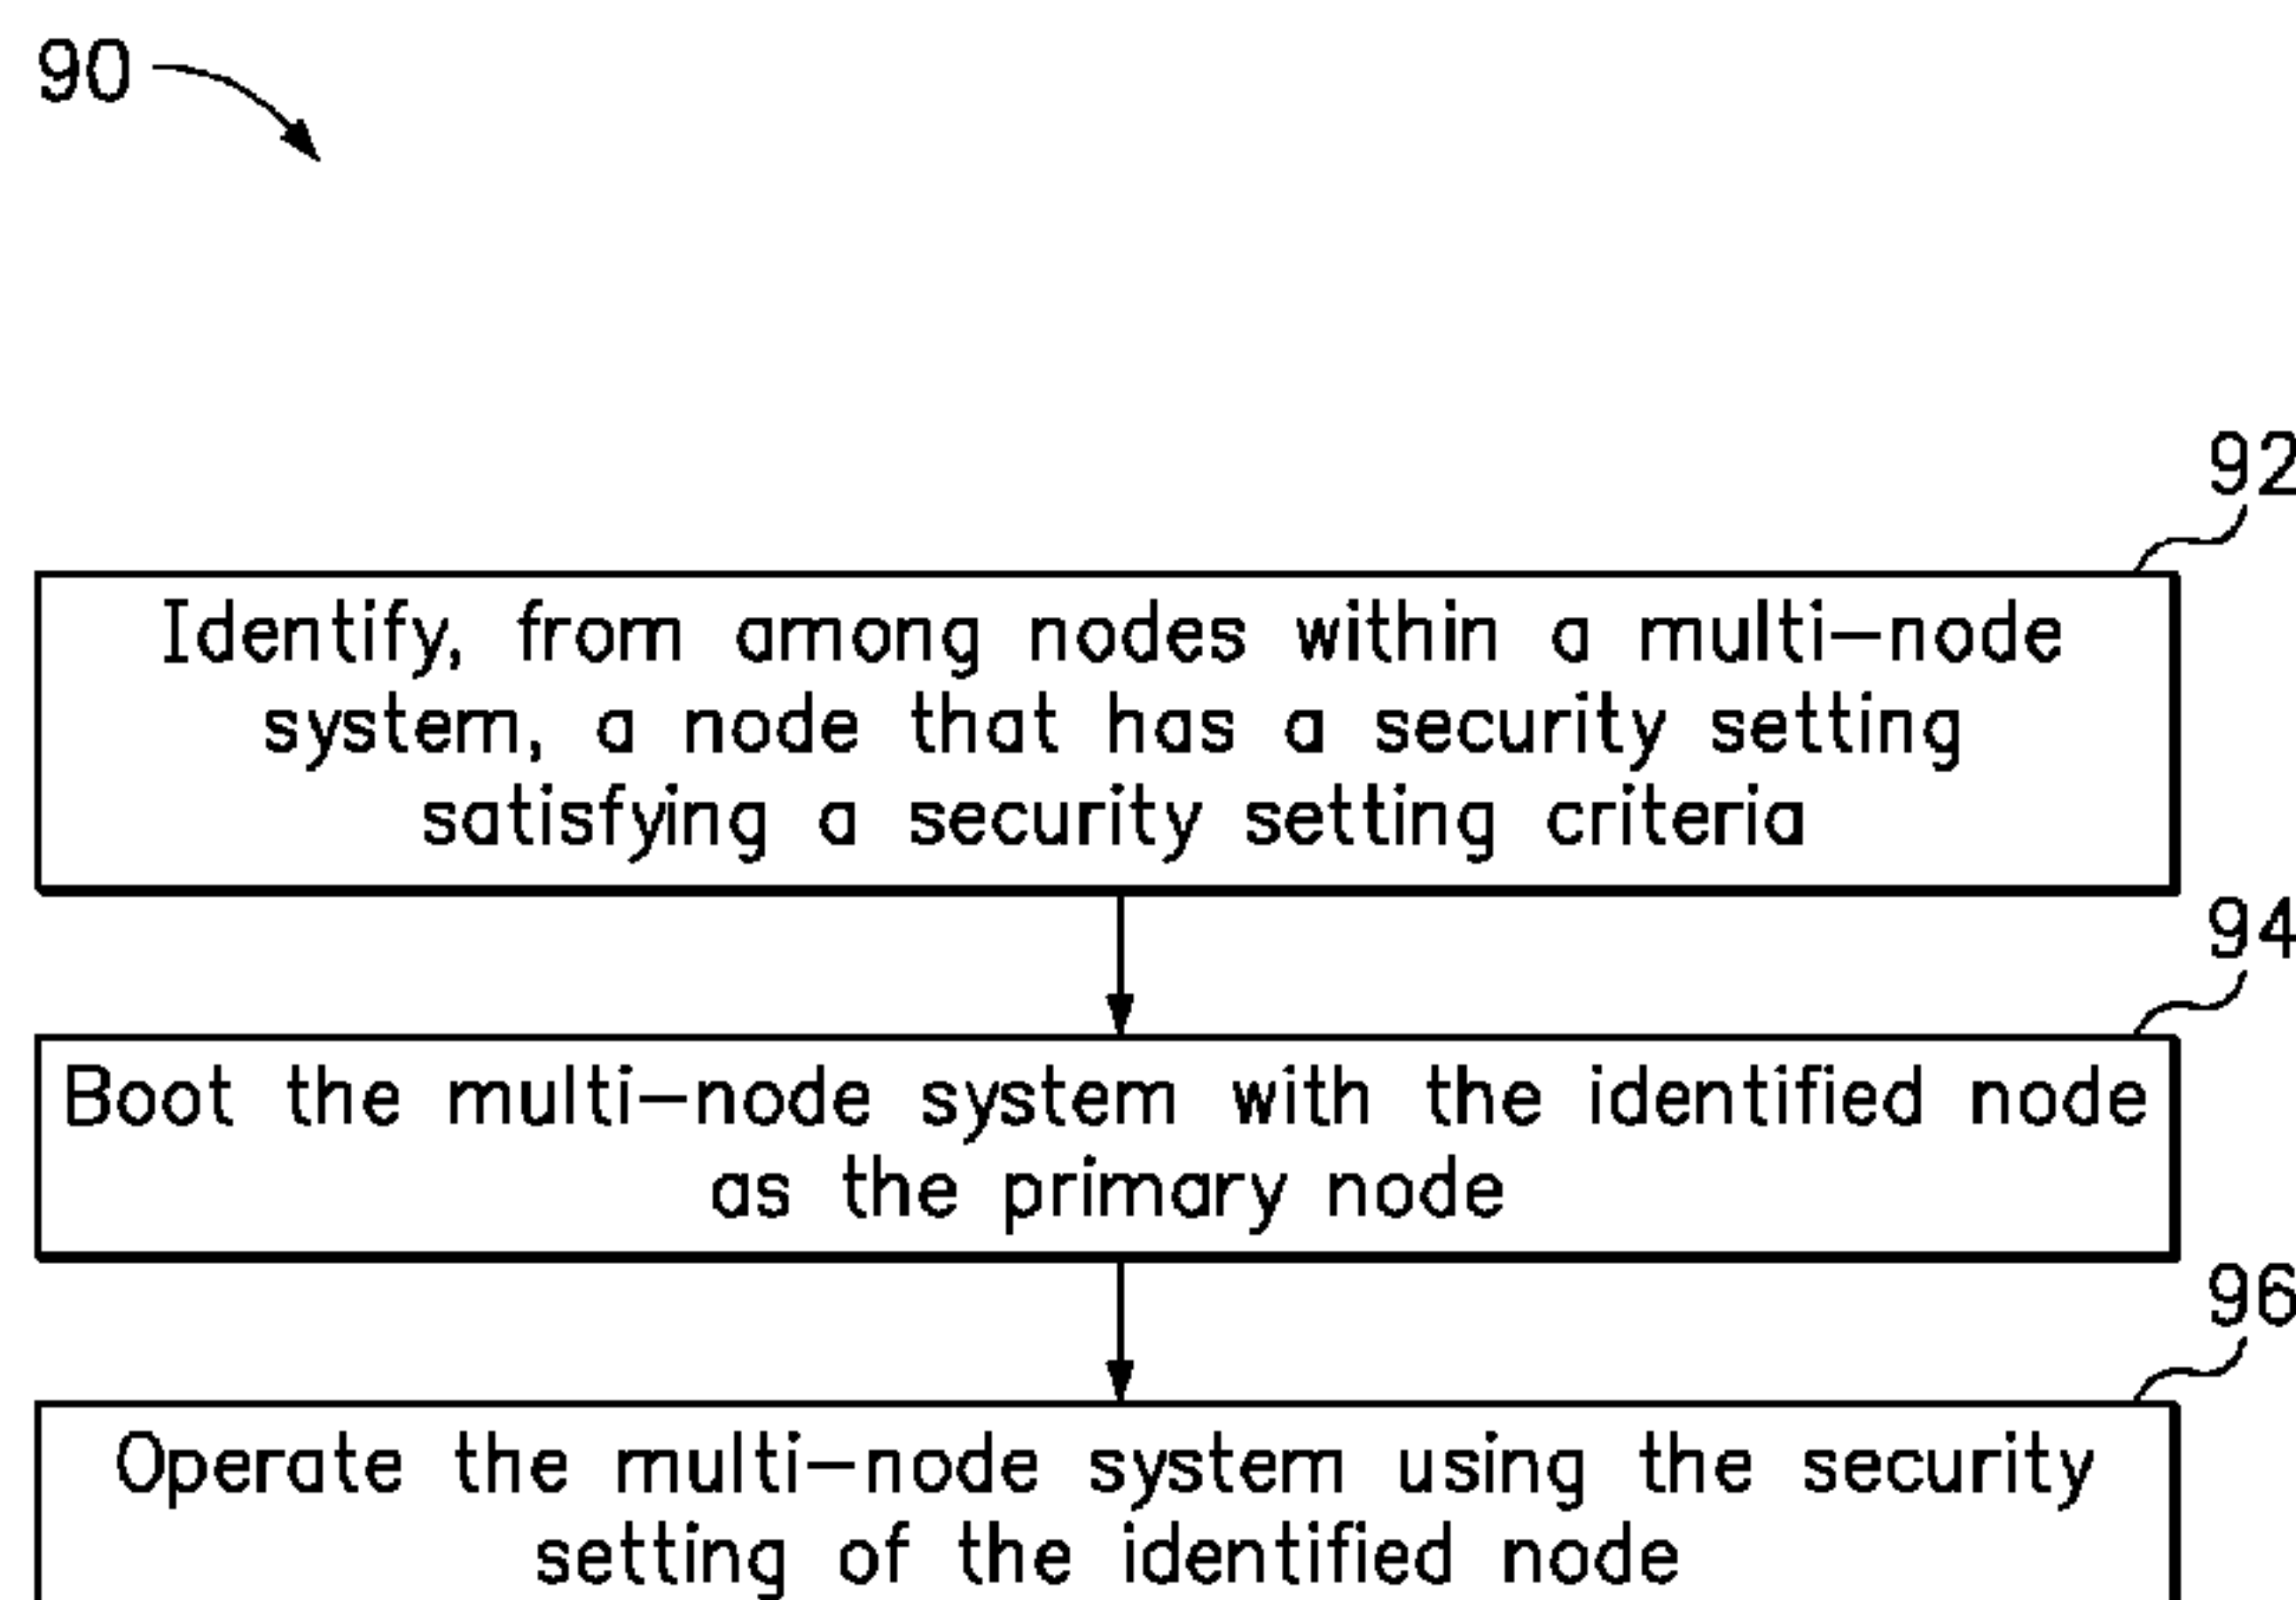 90
92
Identify, from among nodes within a multi-node
system, a node that has a security setting
satisfying a security setting criteria
94
Boot the multi-node system with the identified node
as the primary node
96
Operate the multi-node system using the security
setting of the identified node